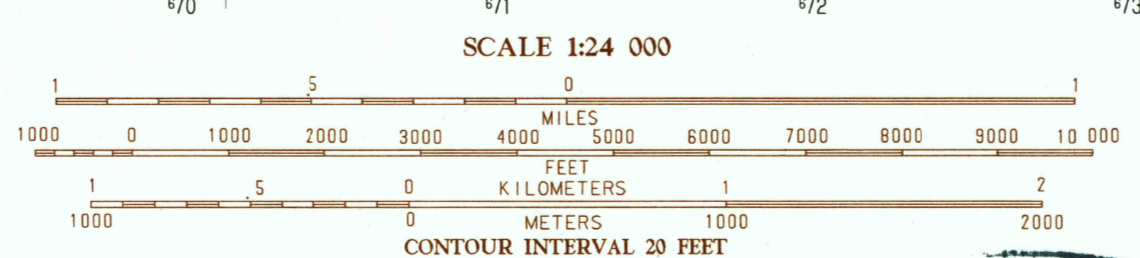 ⁶70 ⁶71 ⁶72 ⁶73
SCALE 1:24 000
1 .5 0 1
MILES
1000 0 1000 2000 3000 4000 5000 6000 7000 8000 9000 10 000
FEET
1 .5 0 KILOMETERS 1 2
1000 0 METERS 1000 2000
CONTOUR INTERVAL 20 FEET